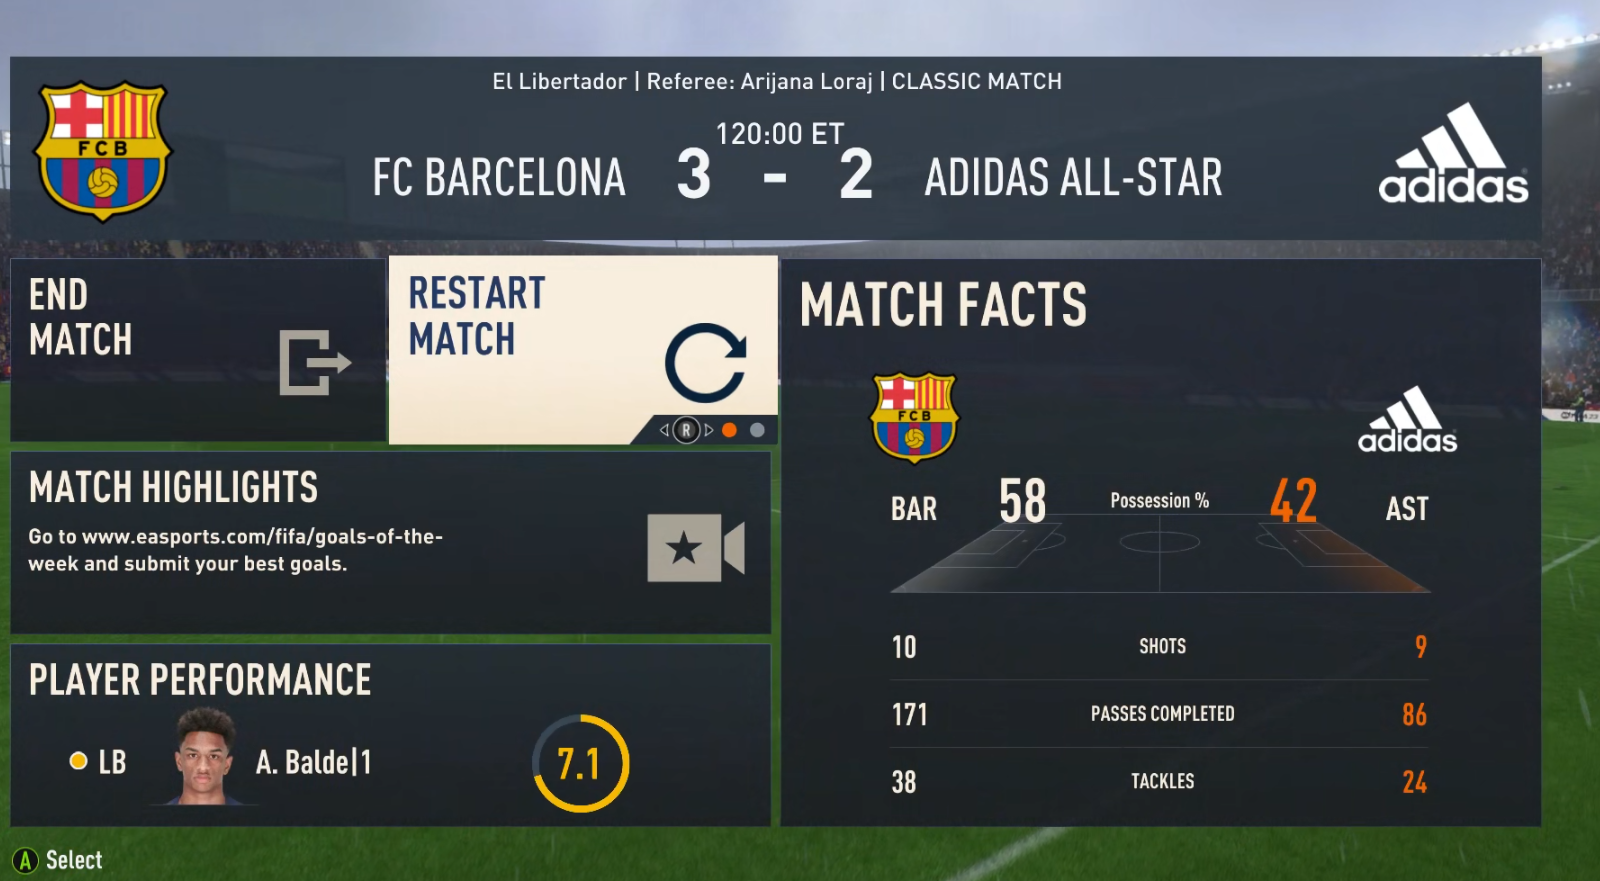 El Libertador | Referee: Arijana Loraj | CLASSIC MATCH
120:00 ET
FC BARCELONA 3 - 2 ADIDAS ALL-STAR
FCB
adidas
END
MATCH
RESTART
MATCH
R
MATCH HIGHLIGHTS
Go to www.easports.com/fifa/goals-of-the-
week and submit your best goals.
PLAYER PERFORMANCE
LB A. Balde|1 7.1
MATCH FACTS
FCB
adidas
BAR 58 Possession % 42 AST
10 SHOTS 9
171 PASSES COMPLETED 86
38 TACKLES 24
A Select